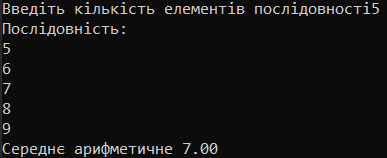 Введіть кількість елементів послідовності5
Послідовність:
5
6
7
8
9
Середнє арифметичне 7.00